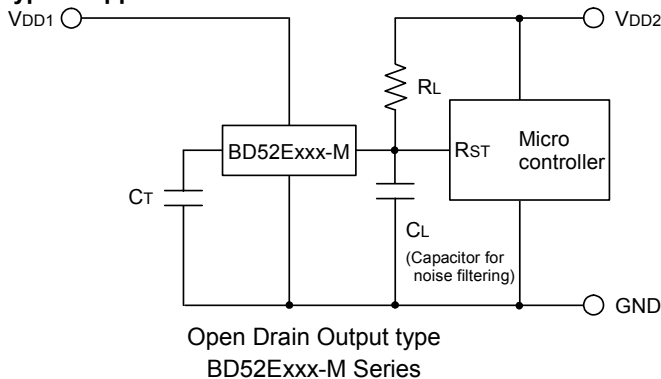 VDD1
VDD2
RL
BD52Exxx-M
RST
Micro
controller
CT
CL
(Capacitor for
noise filtering)
GND
Open Drain Output type
BD52Exxx-M Series